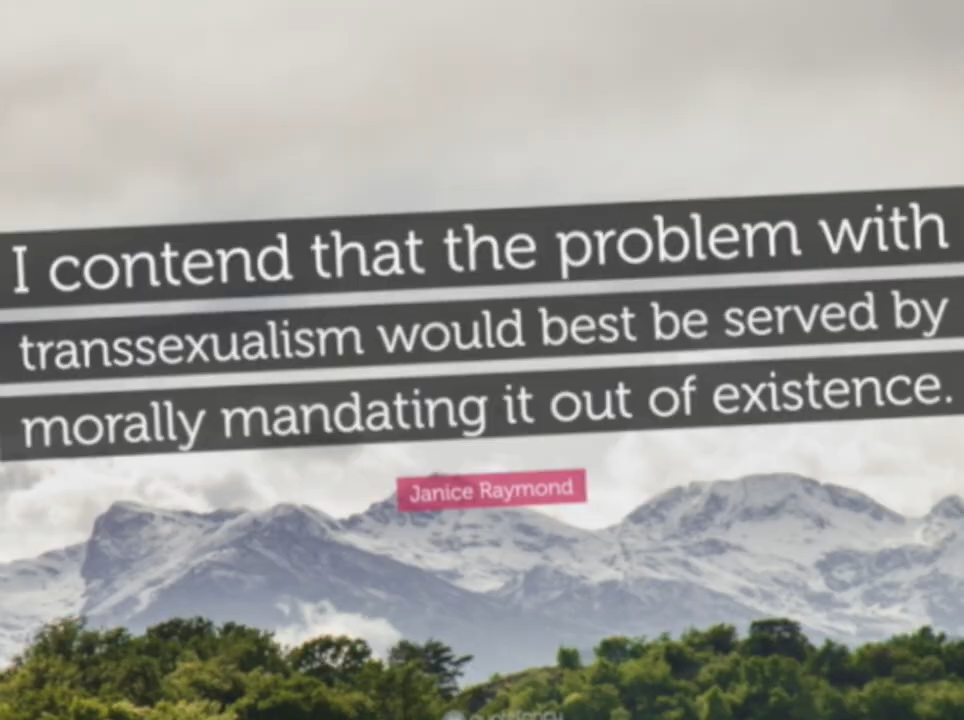 I contend that the problem with
transsexualism would best be served by
morally mandating it out of existence.
Janice Raymond
quotefancy